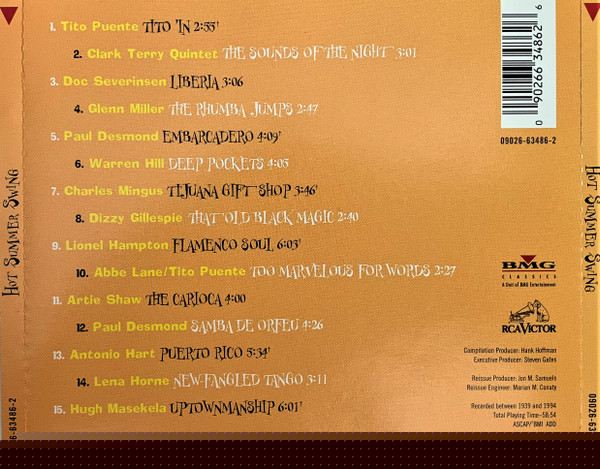 1. Tito Puente TITO 'IN 2:55†
2. Clark Terry Quintet THE SOUNDS OF THE NIGHT 3:01
3. Doc Severinsen LIBERIA 3:06
4. Glenn Miller THE RHUMBA JUMPS 2:47
5. Paul Desmond EMBARCADERO 4:09†
6. Warren Hill DEEP POCKETS 4:05
7. Charles Mingus TIJUANA GIFT SHOP 3:46†
8. Dizzy Gillespie THAT OLD BLACK MAGIC 2:40
9. Lionel Hampton FLAMENCO SOUL 6:03†
10. Abbe Lane/Tito Puente TOO MARVELOUS FOR WORDS 2:27
11. Artie Shaw THE CARIOCA 4:00
12. Paul Desmond SAMBA DE ORFEU 4:26
13. Antonio Hart PUERTO RICO 5:34†
14. Lena Horne NEW-FANGLED TANGO 3:11
15. Hugh Masekela UPTOWNMANSHIP 6:01†
0 90266 34862 6
09026-63486-2
BMG
CLASSICS
A Unit of BMG Entertainment
RCA VICTOR
Compilation Producer: Hank Hoffman
Executive Producer: Steven Gates
Reissue Producer: Jon M. Samuels
Reissue Engineer: Marian M. Conaty
Recorded between 1939 and 1994
Total Playing Time–58:54
ASCAP/†BMI ADD
HOT SUMMER SWING
6-63486-2
HOT SUMMER SWING
09026-63